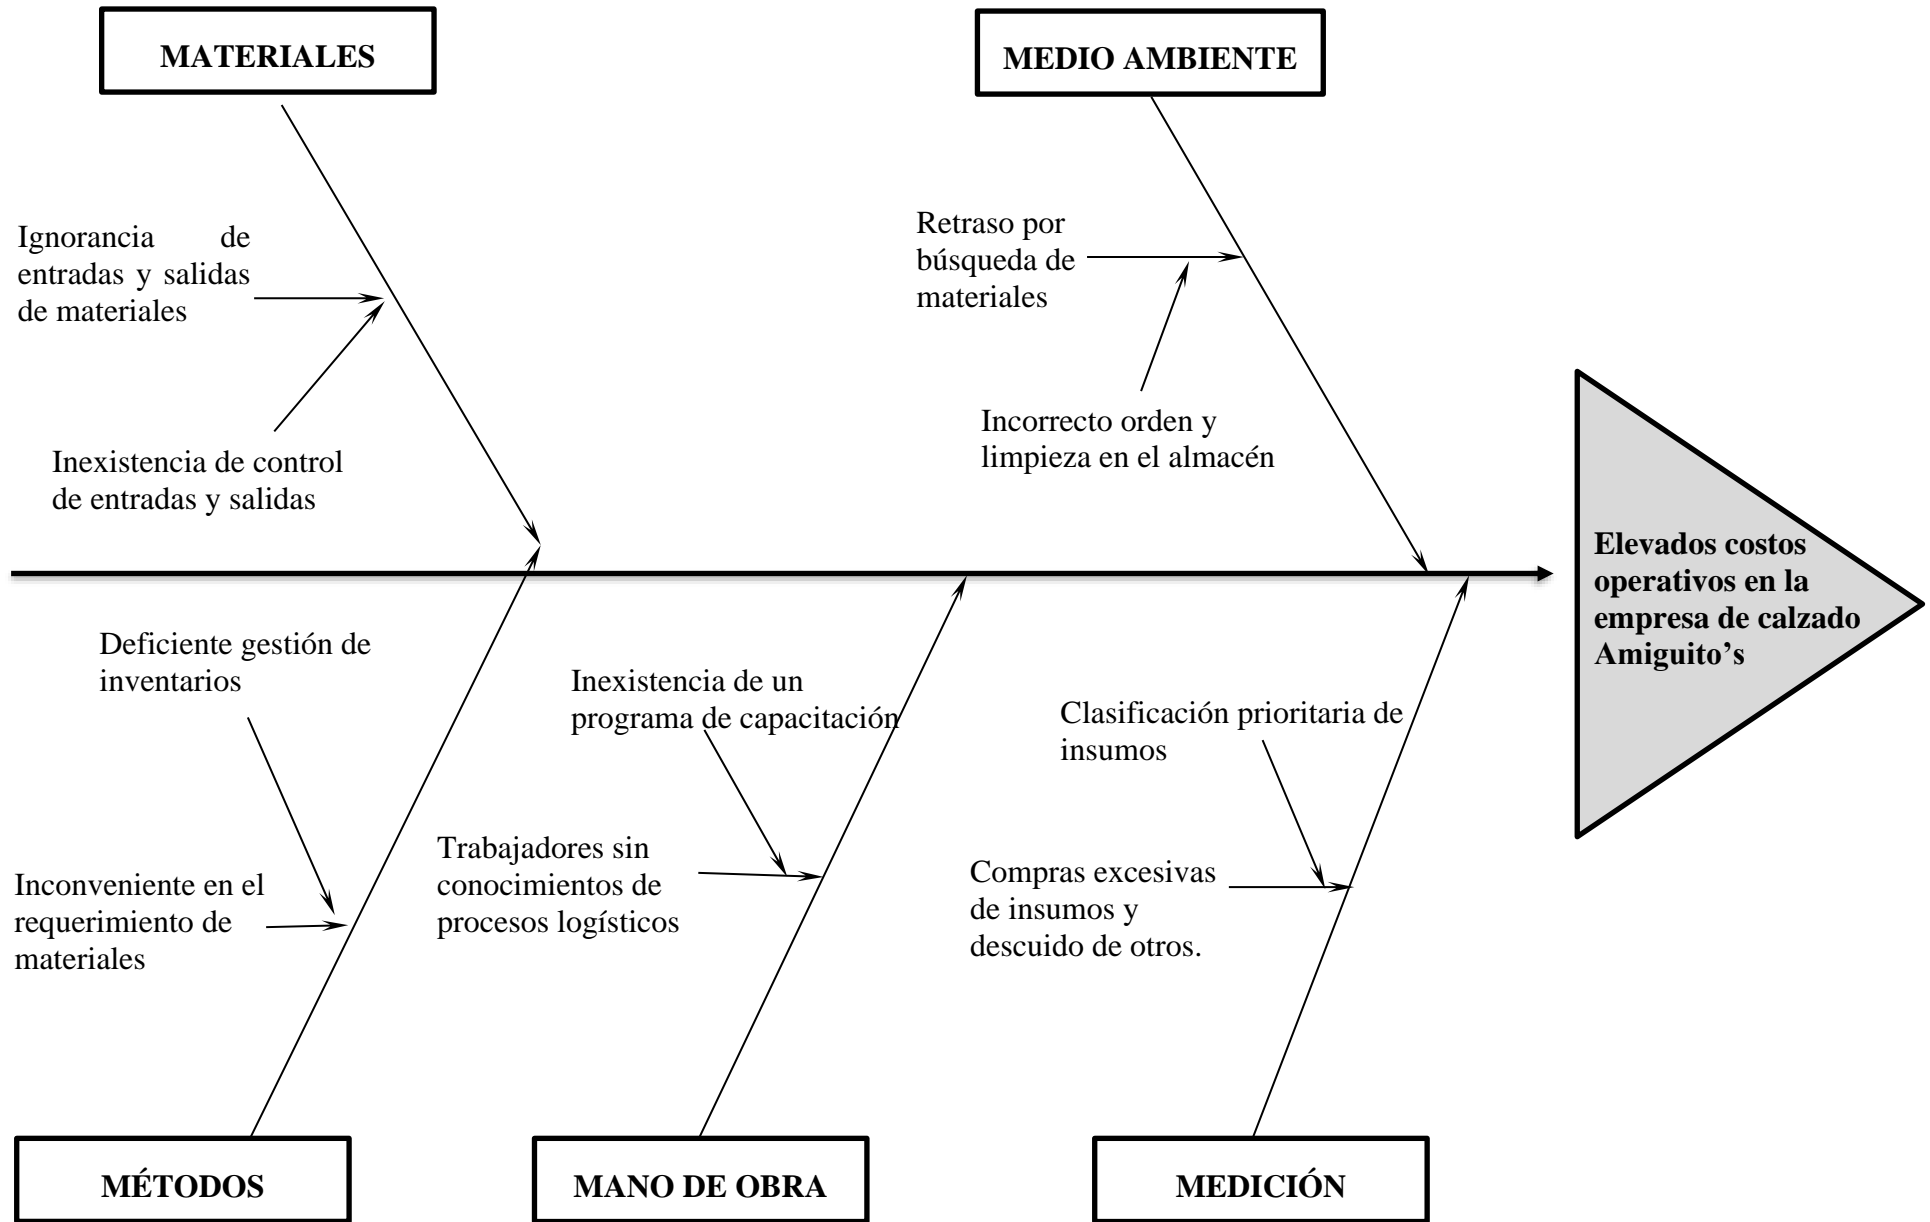 MATERIALES
MEDIO AMBIENTE
Ignorancia de
entradas y salidas
de materiales
Retraso por
búsqueda de
materiales
Inexistencia de control
de entradas y salidas
Incorrecto orden y
limpieza en el almacén
Elevados costos
operativos en la
empresa de calzado
Amiguito’s
Deficiente gestión de
inventarios
Inexistencia de un
programa de capacitación
Clasificación prioritaria de
insumos
Inconveniente en el
requerimiento de
materiales
Trabajadores sin
conocimientos de
procesos logísticos
Compras excesivas
de insumos y
descuido de otros.
MÉTODOS
MANO DE OBRA
MEDICIÓN